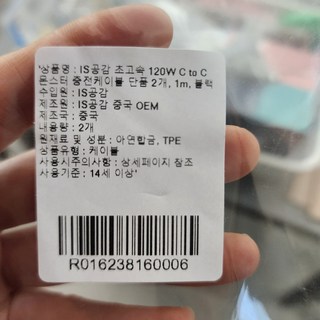 *상품명 : IS공감 초고속 120W C to C
몬스터 충전케이블 단품 2개, 1m, 블랙
수입원 : IS공감
제조원 : IS공감 중국 OEM
제조국 : 중국
내용량 : 2개
원재료 및 성분 : 아연합금, TPE
상품유형 : 케이블
사용시주의사항 : 상세페이지 참조
사용기준 : 14세 이상*
R016238160006